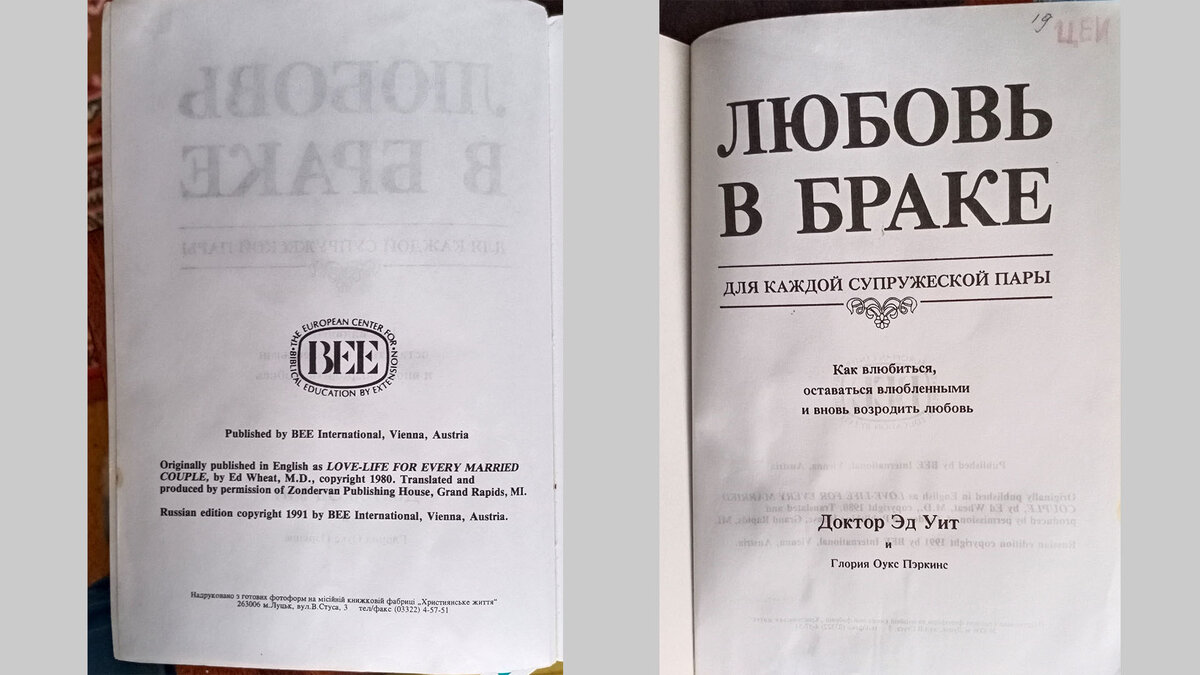 THE EUROPEAN CENTER FOR
BEE
BIBLICAL EDUCATION BY EXTENSION
Published by BEE International, Vienna, Austria
Originally published in English as LOVE-LIFE FOR EVERY MARRIED
COUPLE, by Ed Wheat, M.D., copyright 1980. Translated and
produced by permission of Zondervan Publishing House, Grand Rapids, MI.
Russian edition copyright 1991 by BEE International, Vienna, Austria.
Надруковано з готових фотоформ на місійній книжковій фабриці „Християнське життя“
263006 м.Луцьк, вул.В.Стуса, 3 тел/факс (03322) 4-57-51
19
ЦЕИ
ЛЮБОВЬ
В БРАКЕ
ДЛЯ КАЖДОЙ СУПРУЖЕСКОЙ ПАРЫ
Как влюбиться,
оставаться влюбленными
и вновь возродить любовь
Доктор Эд Уит
и
Глория Оукс Пэркинс